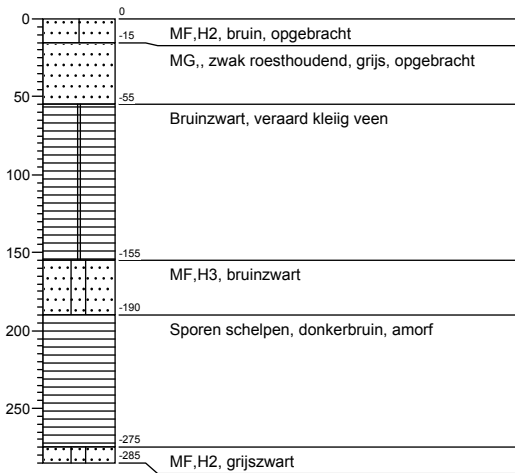 0
0
-15
MF,H2, bruin, opgebracht
MG,, zwak roesthoudend, grijs, opgebracht
50
-55
Bruinzwart, veraard kleiig veen
100
150
-155
MF,H3, bruinzwart
-190
200
Sporen schelpen, donkerbruin, amorf
250
-275
-285
MF,H2, grijszwart